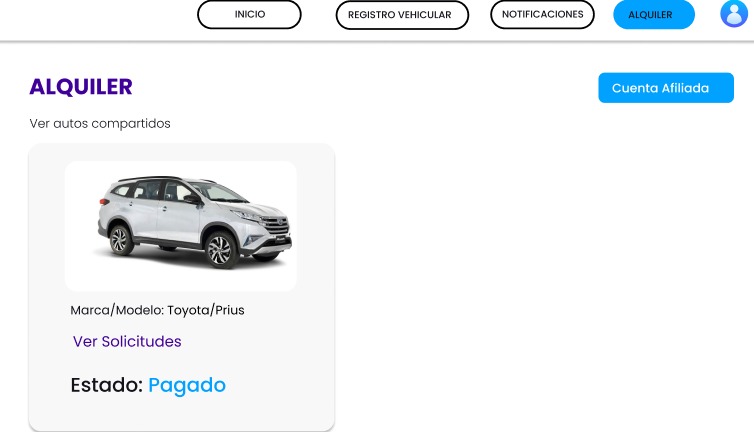 INICIO
REGISTRO VEHICULAR
NOTIFICACIONES
ALQUILER
ALQUILER
Cuenta Afiliada
Ver autos compartidos
Marca/Modelo: Toyota/Prius
Ver Solicitudes
Estado: Pagado